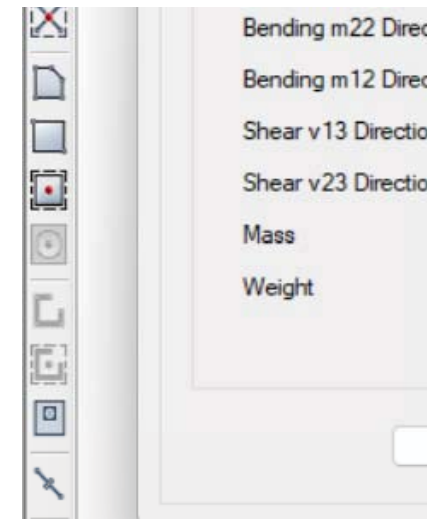 Bending m22 Direc
Bending m12 Direc
Shear v13 Directio
Shear v23 Directio
Mass
Weight